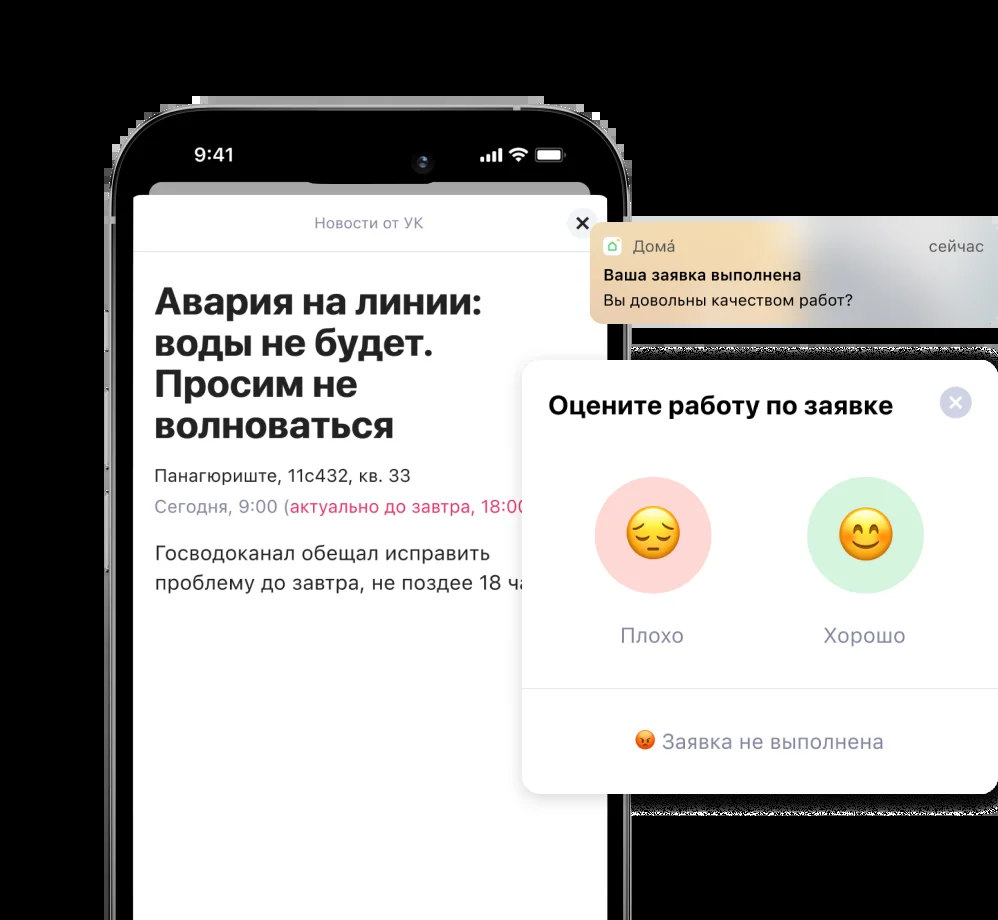 9:41
Новости от УК
Авария на линии:
воды не будет.
Просим не
волноваться
Панагюриште, 11с432, кв. 33
Сегодня, 9:00 (актуально до завтра, 18:00
Госводоканал обещал исправить
проблему до завтра, не поздее 18
Домá
сейчас
Ваша заявка выполнена
Вы довольны качеством работ?
Оцените работу по заявке
Плохо
Хорошо
Заявка не выполнена